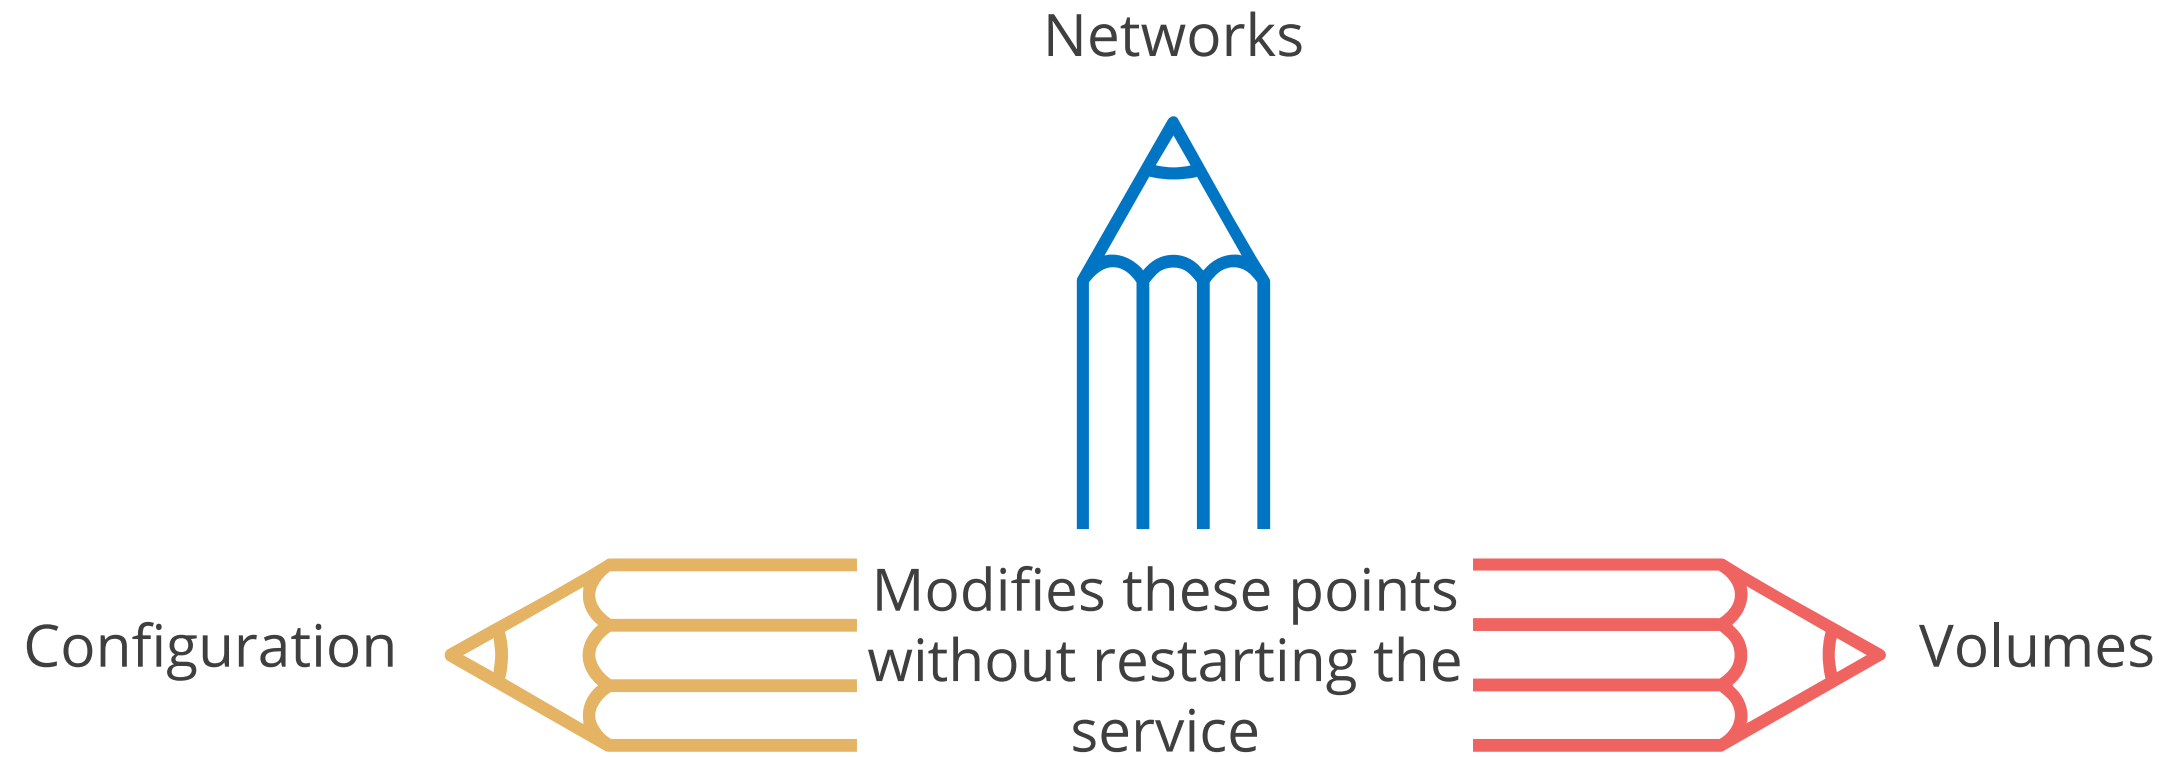 Networks
Modifies these points
without restarting the
service
Configuration
Volumes